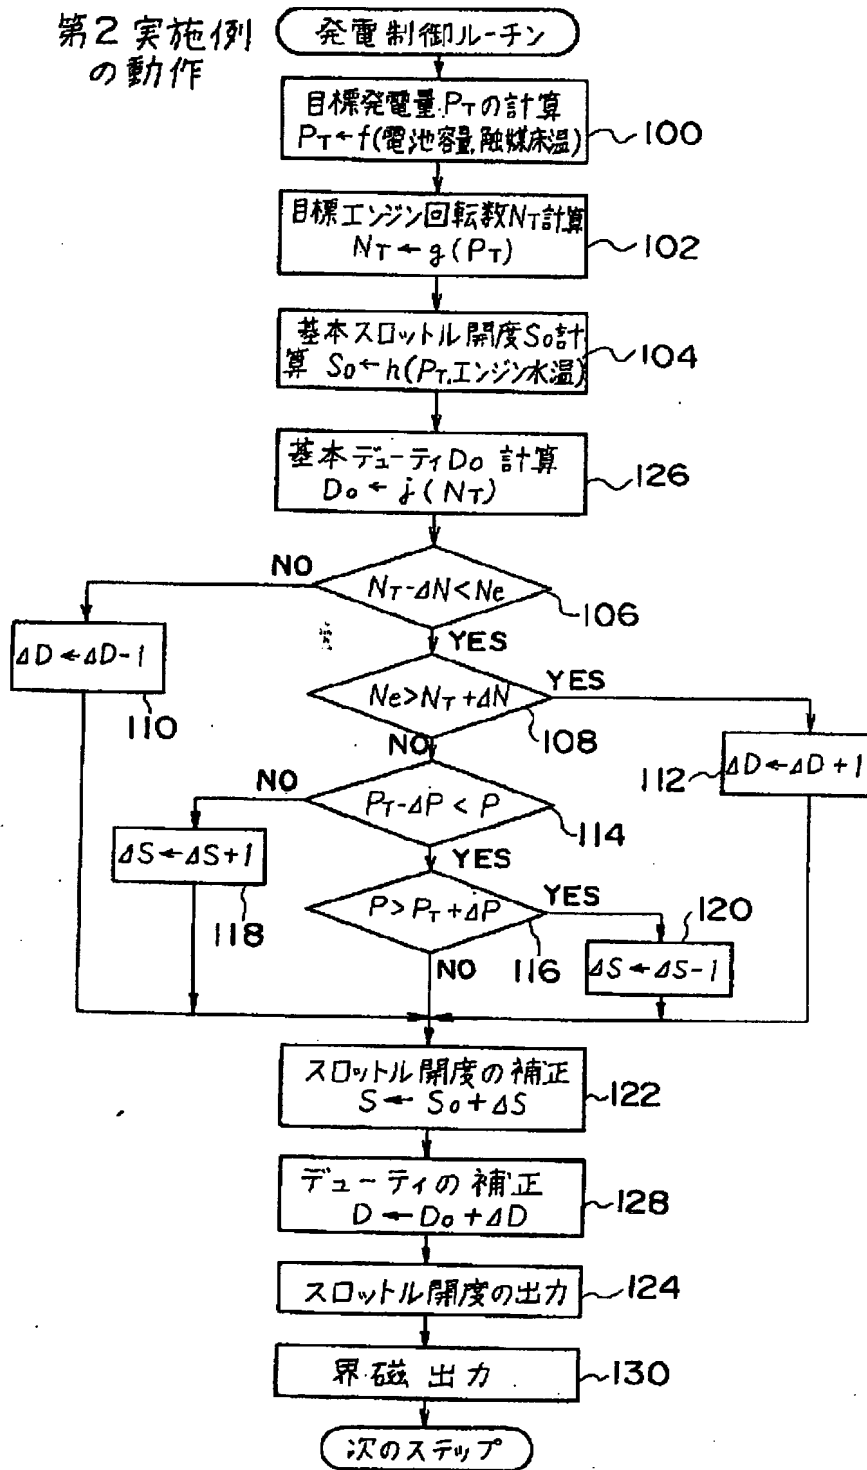 第2実施例
の動作
発電制御ルーチン
目標発電量PTの計算
PT←f(電池容量,触媒床温)
100
目標エンジン回転数NT計算
NT←g(PT)
102
基本スロットル開度So計
算 So←h(PT,エンジン水温)
104
基本デューティDo 計算
Do←j(NT)
126
NO
NT-ΔN<Ne
106
YES
ΔD←ΔD-1
110
Ne>NT+ΔN
YES
108
NO
112
ΔD←ΔD+1
NO
PT-ΔP<P
114
YES
ΔS←ΔS+1
118
P>PT+ΔP
YES
116
NO
120
ΔS←ΔS-1
スロットル開度の補正
S←So+ΔS
122
デューティの補正
D←Do+ΔD
128
スロットル開度の出力
124
界磁出力
130
次のステップ